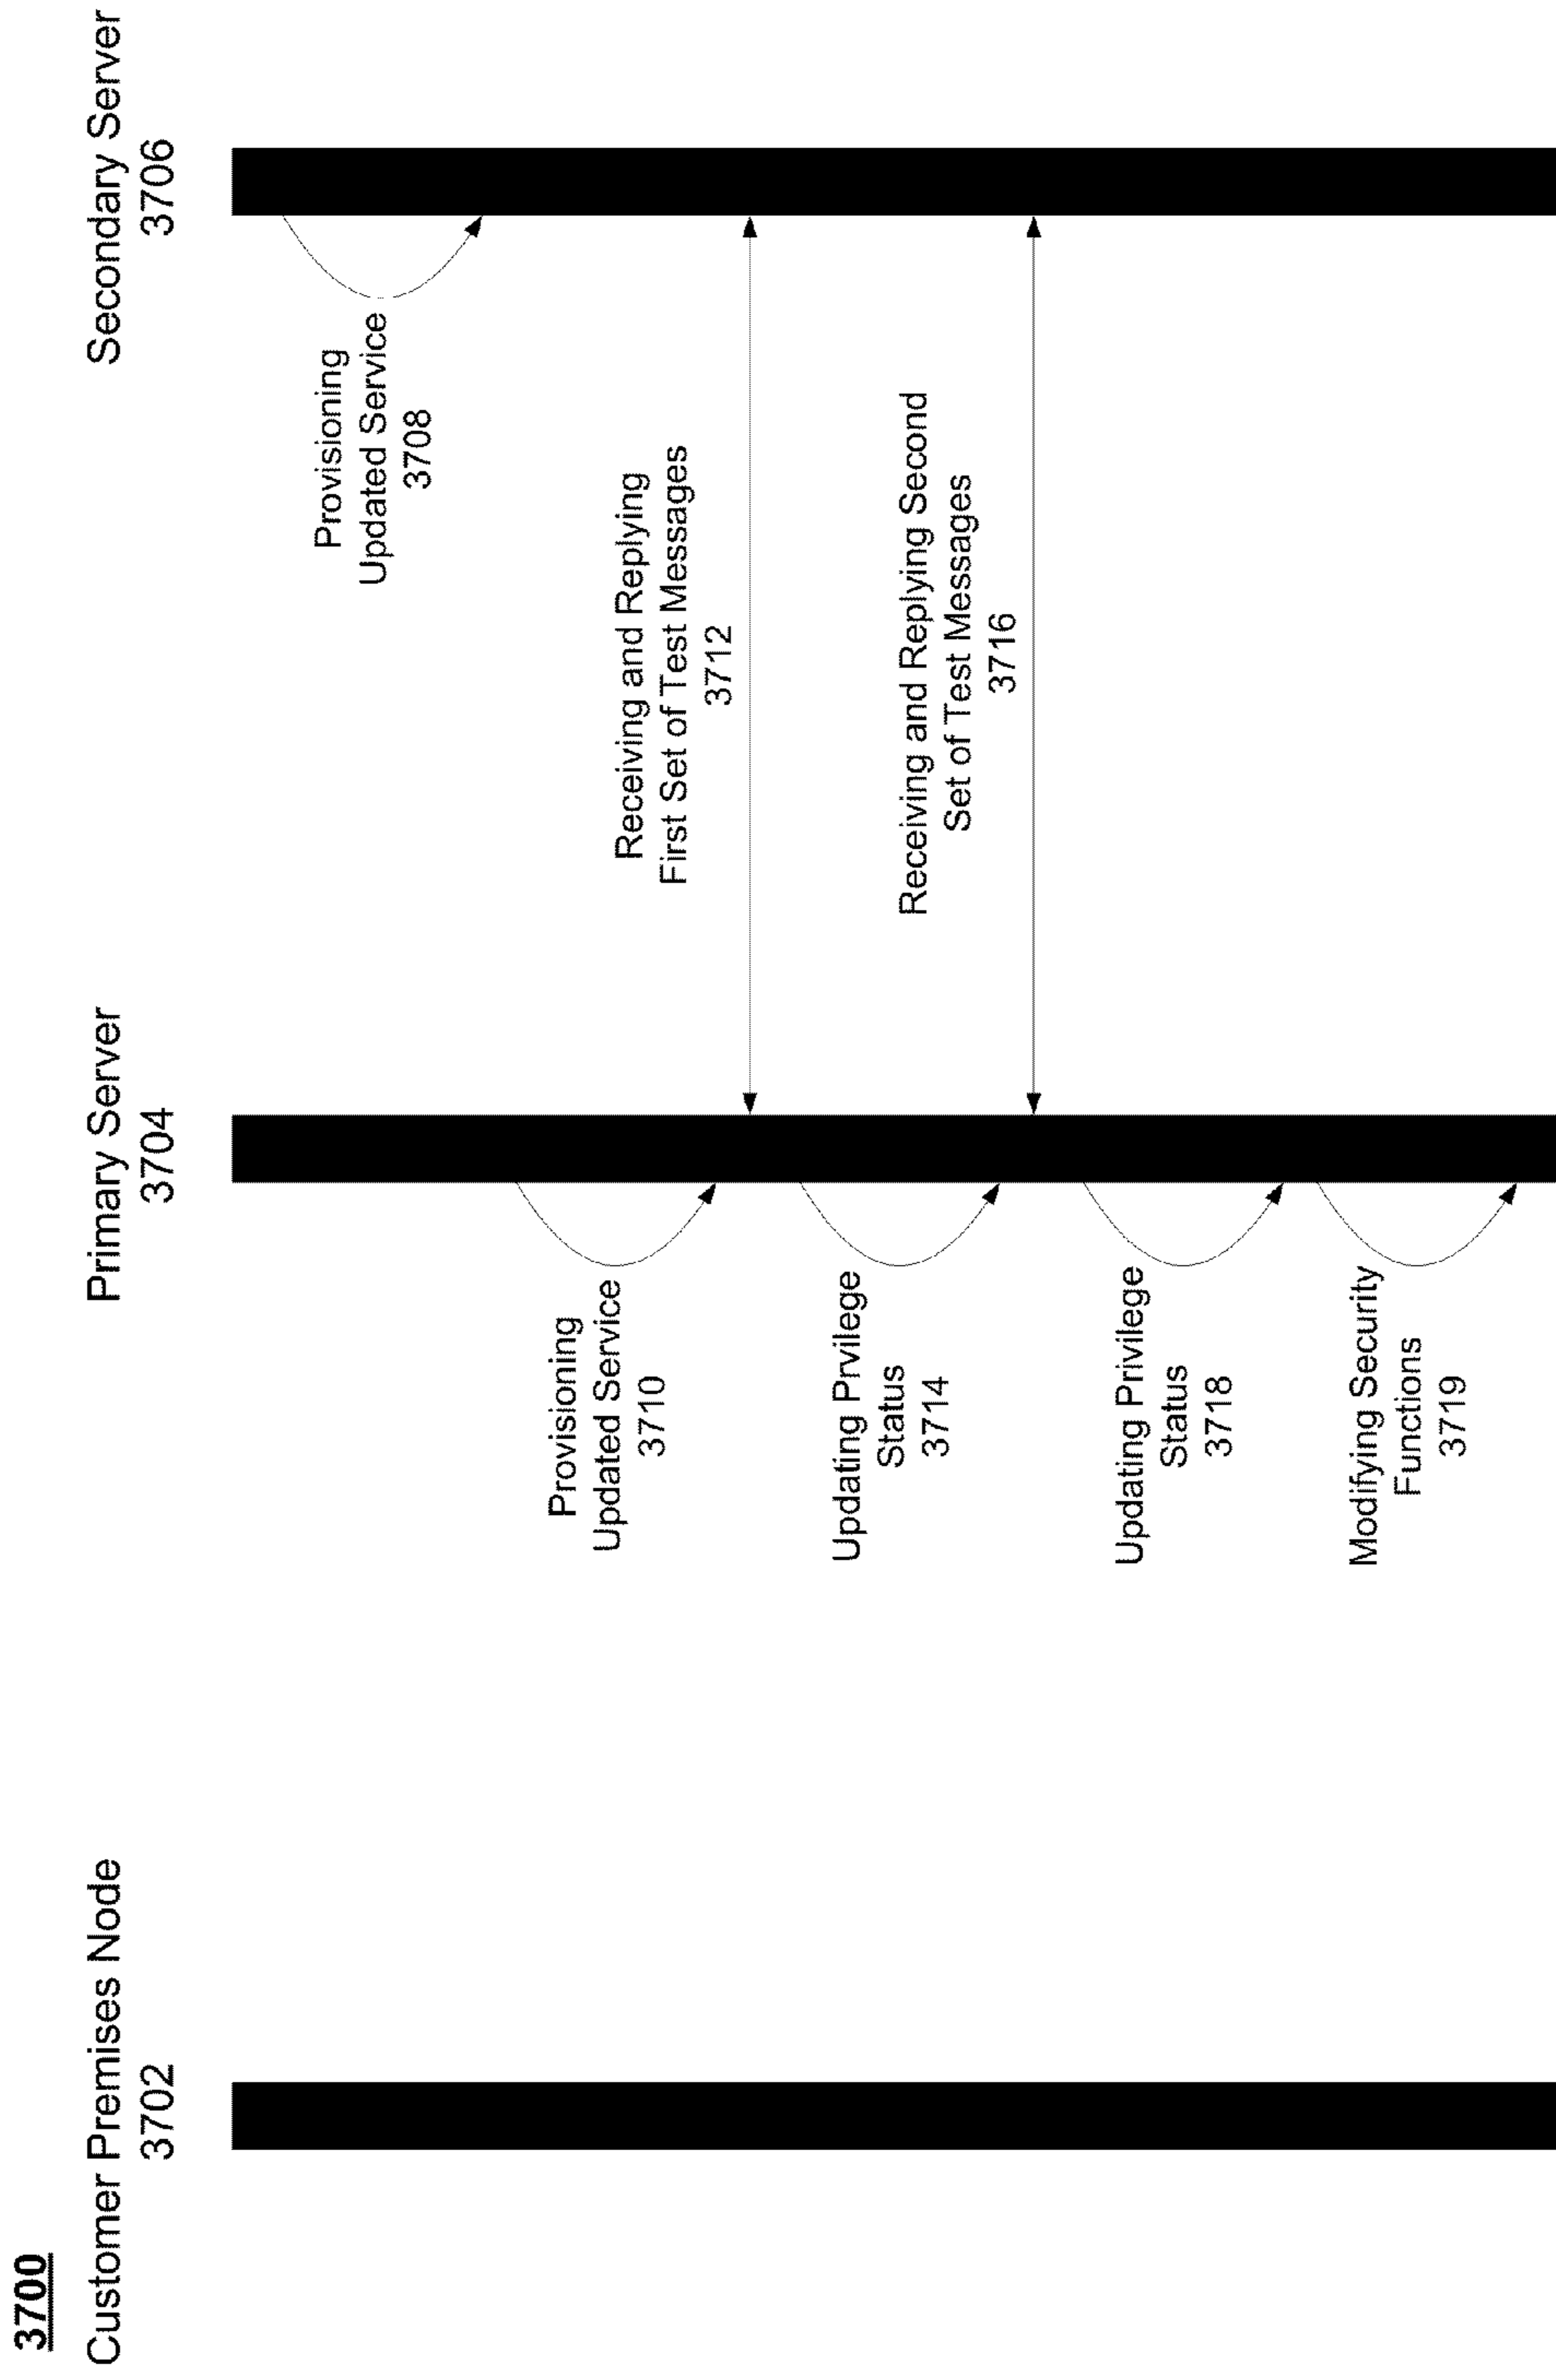 3700
Customer Premises Node
3702
Primary Server
3704
Secondary Server
3706
Provisioning
Updated Service
3708
Provisioning
Updated Service
3710
Receiving and Replying
First Set of Test Messages
3712
Updating Prvilege
Status
3714
Receiving and Replying Second
Set of Test Messages
3716
Updating Privilege
Status
3718
Modifying Security
Functions
3719